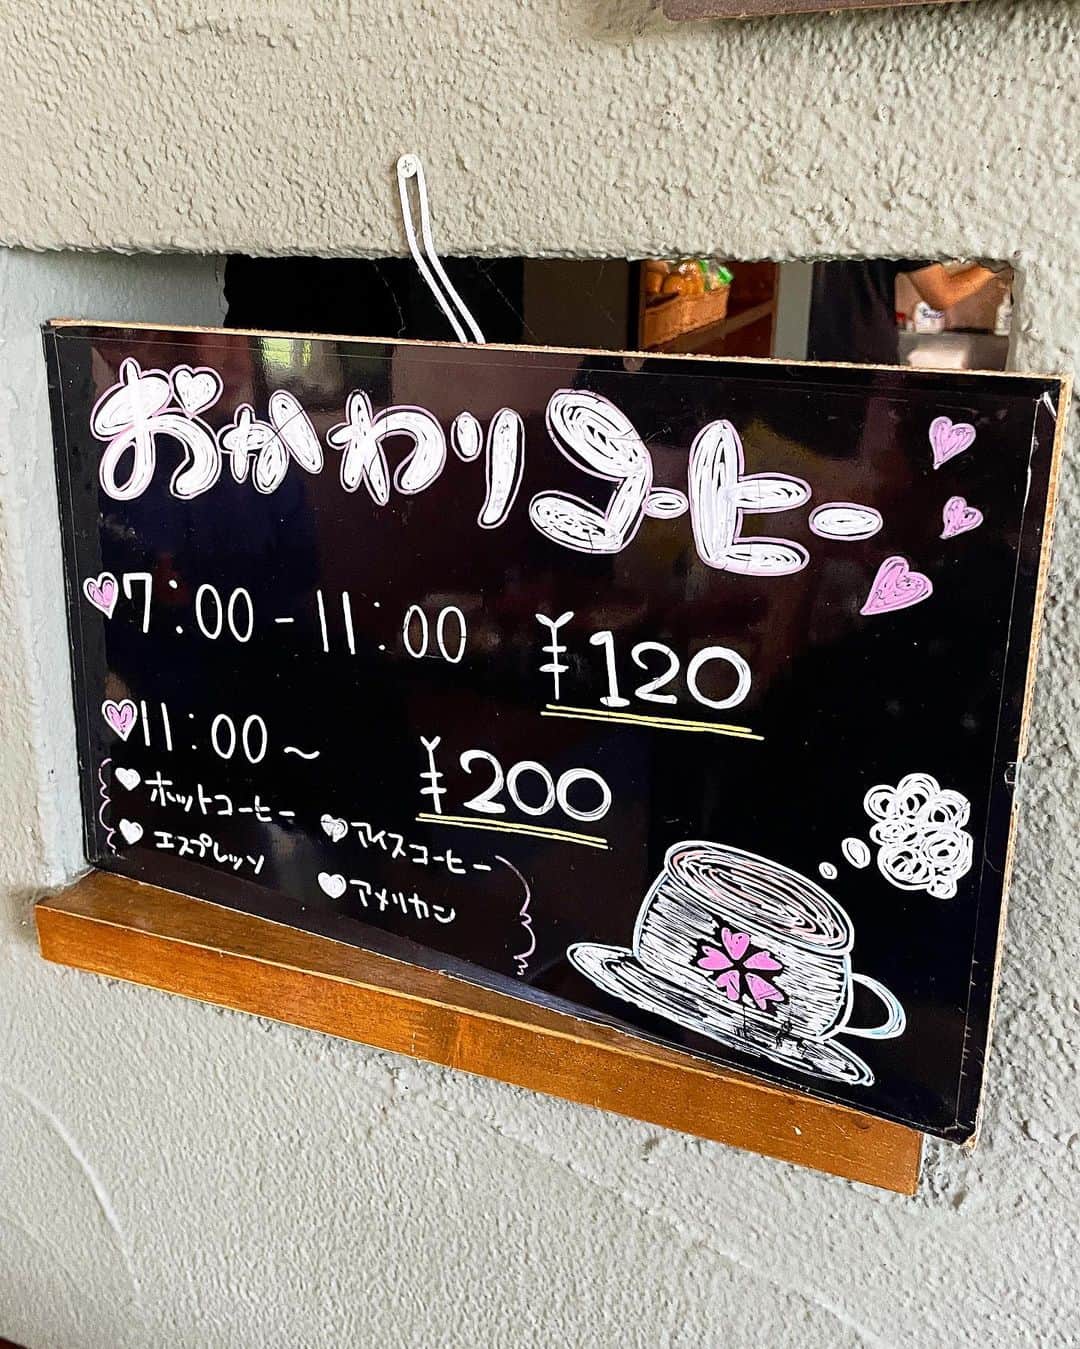 おかわりコーヒー
7:00-11:00 ¥120
11:00~ ¥200
ホットコーヒー アイスコーヒー
エスプレッソ アメリカン